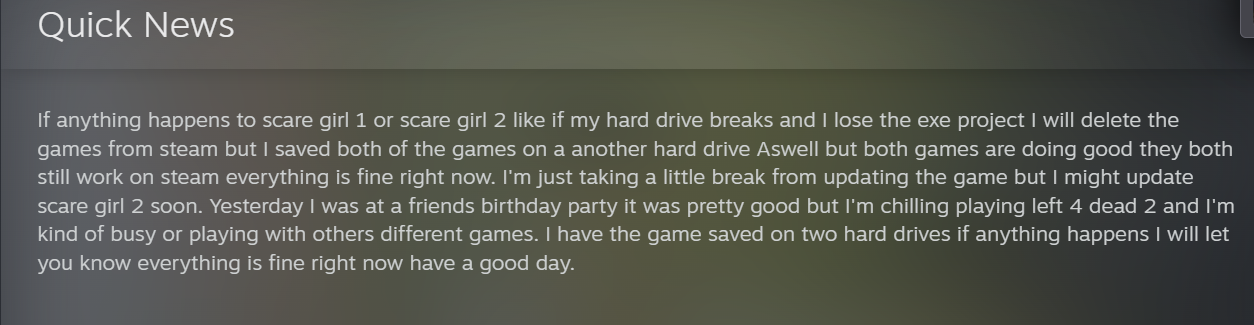 Quick News
If anything happens to scare girl 1 or scare girl 2 like if my hard drive breaks and I lose the exe project I will delete the
games from steam but I saved both of the games on a another hard drive Aswell but both games are doing good they both
still work on steam everything is fine right now. I'm just taking a little break from updating the game but I might update
scare girl 2 soon. Yesterday I was at a friends birthday party it was pretty good but I'm chilling playing left 4 dead 2 and I'm
kind of busy or playing with others different games. I have the game saved on two hard drives if anything happens I will let
you know everything is fine right now have a good day.